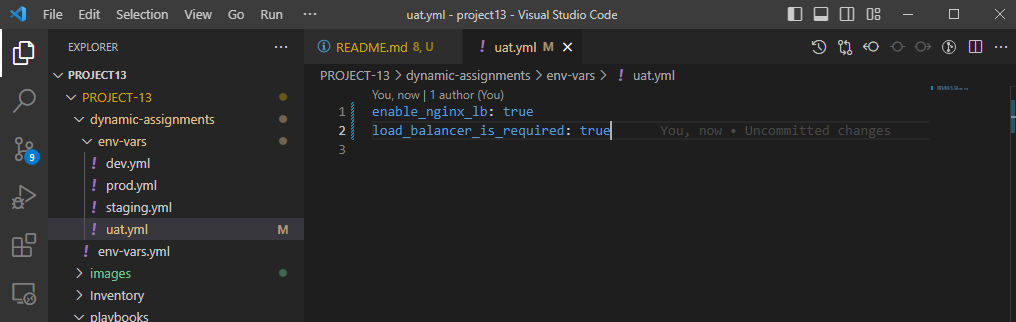 File Edit Selection View Go Run ··· uat.yml - project13 - Visual Studio Code
EXPLORER ···
PROJECT13
PROJECT-13
dynamic-assignments
env-vars
! dev.yml
! prod.yml
! staging.yml
! uat.yml M
! env-vars.yml
images
Inventory
playbooks
9
README.md 8, U
! uat.yml M
PROJECT-13 > dynamic-assignments > env-vars > ! uat.yml
You, now | 1 author (You)
1 enable_nginx_lb: true
2 load_balancer_is_required: true You, now • Uncommitted changes
3